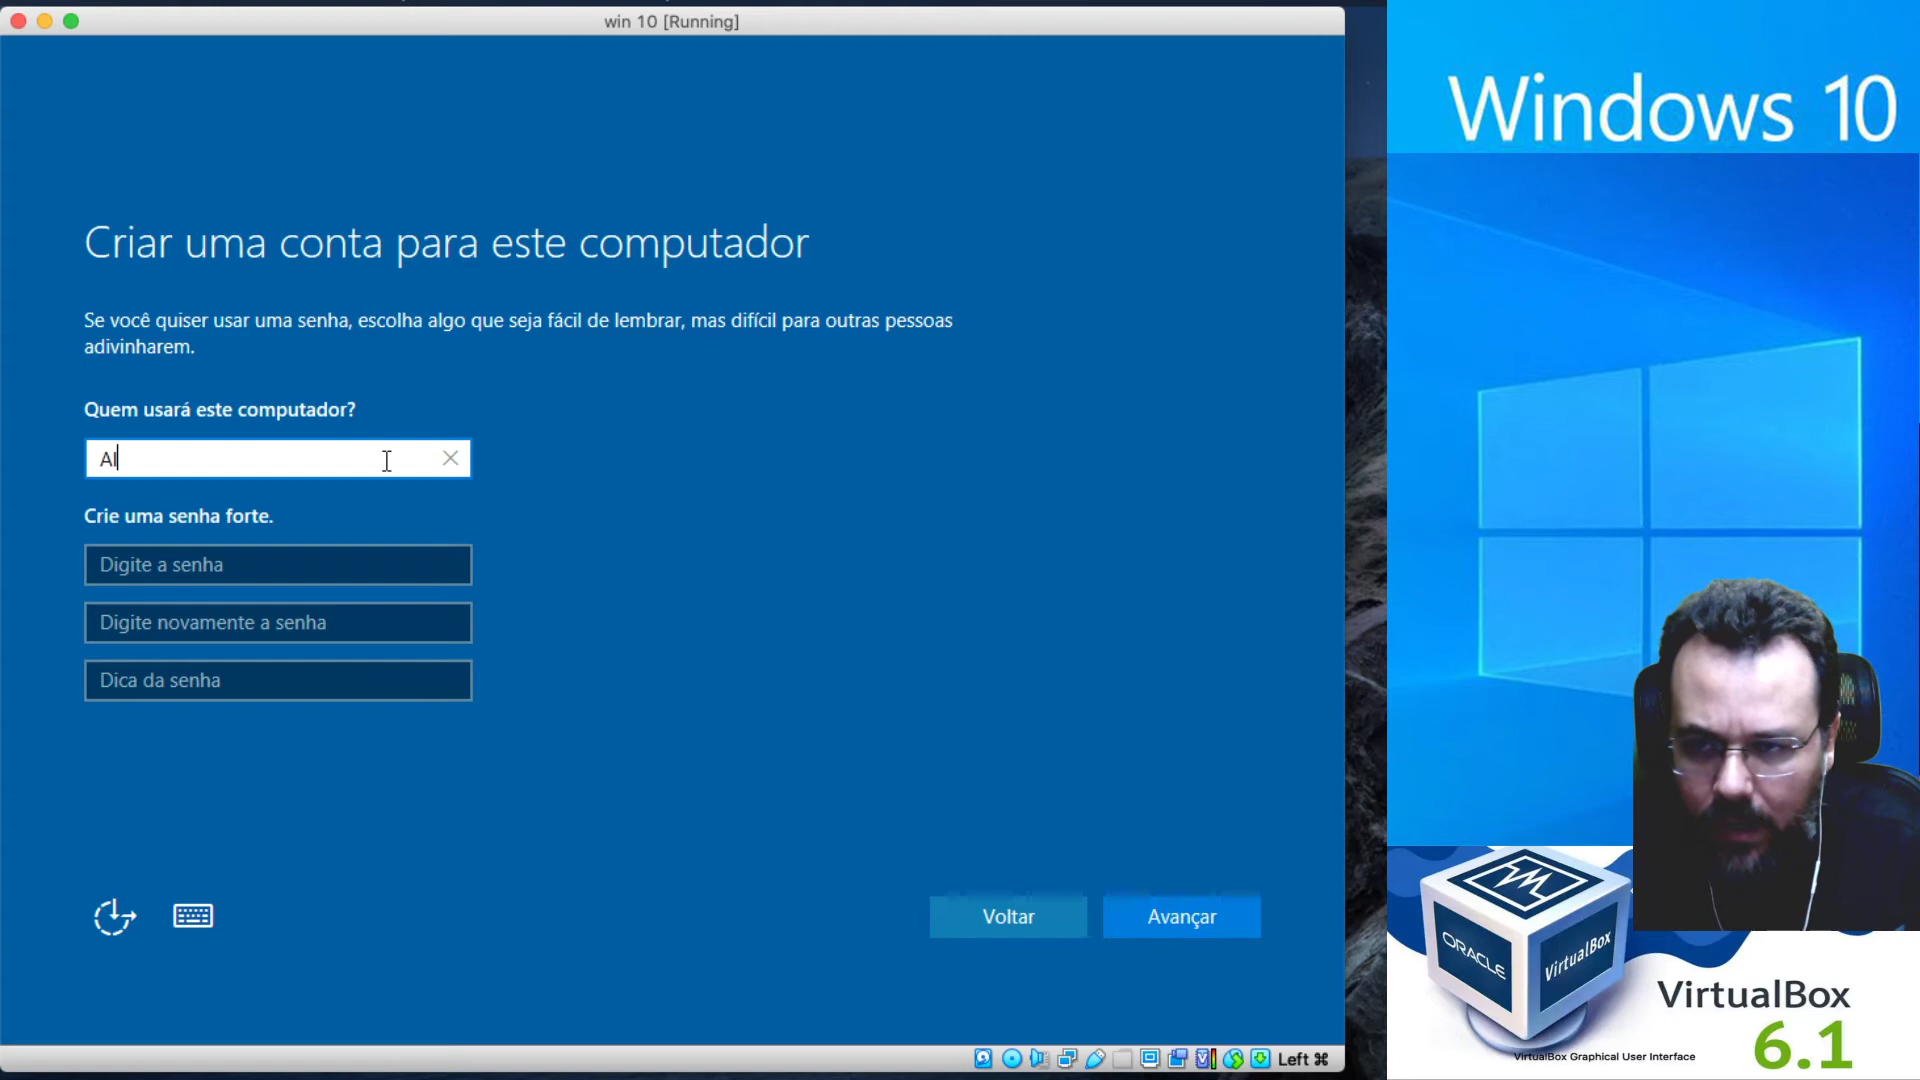 win 10 [Running]
Windows 10
Criar uma conta para este computador
Se você quiser usar uma senha, escolha algo que seja fácil de lembrar, mas difícil para outras pessoas
adivinharem.
Quem usará este computador?
Al
Crie uma senha forte.
Digite a senha
Digite novamente a senha
Dica da senha
Voltar
Avançar
ORACLE
VirtualBox
VirtualBox
6.1
VirtualBox Graphical User Interface
Left ⌘